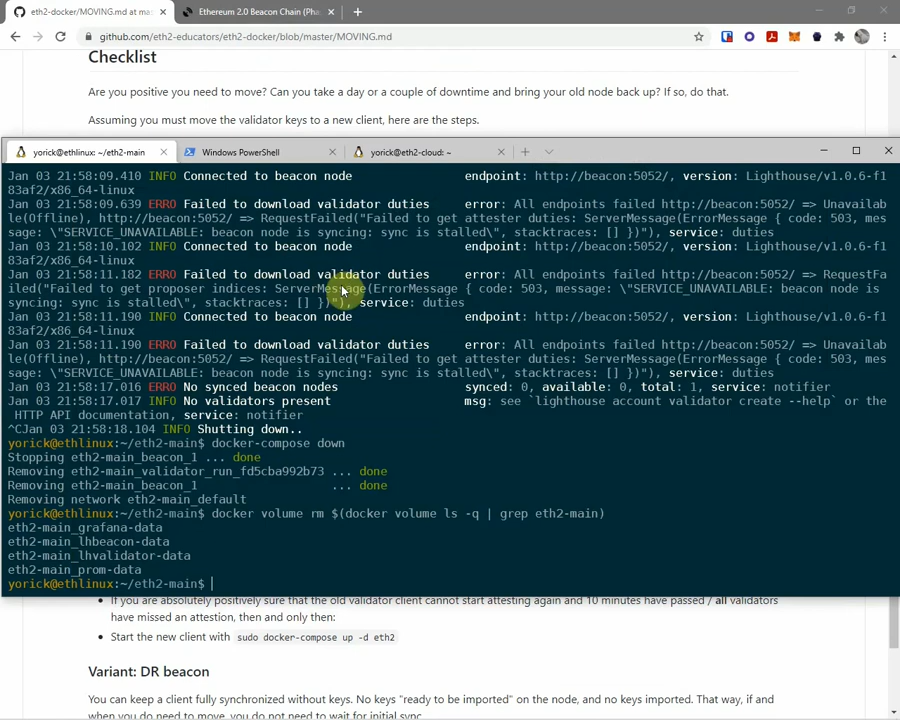 eth2-docker/MOVING.md at mas
Ethereum 2.0 Beacon Chain (Pha
github.com/eth2-educators/eth2-docker/blob/master/MOVING.md
Checklist
Are you positive you need to move? Can you take a day or a couple of downtime and bring your old node back up? If so, do that.
Assuming you must move the validator keys to a new client, here are the steps.
yorick@ethlinux: ~/eth2-main
Windows PowerShell
yorick@eth2-cloud: ~
Jan 03 21:58:09.410 INFO Connected to beacon node endpoint: http://beacon:5052/, version: Lighthouse/v1.0.6-f1
83af2/x86_64-linux
Jan 03 21:58:09.639 ERRO Failed to download validator duties error: All endpoints failed http://beacon:5052/ => Unavailab
le(Offline), http://beacon:5052/ => RequestFailed("Failed to get attester duties: ServerMessage(ErrorMessage { code: 503, mes
sage: \"SERVICE_UNAVAILABLE: beacon node is syncing: sync is stalled\", stacktraces: [] })"), service: duties
Jan 03 21:58:10.102 INFO Connected to beacon node endpoint: http://beacon:5052/, version: Lighthouse/v1.0.6-f1
83af2/x86_64-linux
Jan 03 21:58:11.182 ERRO Failed to download validator duties error: All endpoints failed http://beacon:5052/ => RequestFa
iled("Failed to get proposer indices: ServerMessage(ErrorMessage { code: 503, message: \"SERVICE_UNAVAILABLE: beacon node is
syncing: sync is stalled\", stacktraces: [] })"), service: duties
Jan 03 21:58:11.190 INFO Connected to beacon node endpoint: http://beacon:5052/, version: Lighthouse/v1.0.6-f1
83af2/x86_64-linux
Jan 03 21:58:11.190 ERRO Failed to download validator duties error: All endpoints failed http://beacon:5052/ => Unavailab
le(Offline), http://beacon:5052/ => RequestFailed("Failed to get attester duties: ServerMessage(ErrorMessage { code: 503, mes
sage: \"SERVICE_UNAVAILABLE: beacon node is syncing: sync is stalled\", stacktraces: [] })"), service: duties
Jan 03 21:58:17.016 ERRO No synced beacon nodes synced: 0, available: 0, total: 1, service: notifier
Jan 03 21:58:17.017 INFO No validators present msg: see `lighthouse account validator create --help` or the
HTTP API documentation, service: notifier
^CJan 03 21:58:18.104 INFO Shutting down..
yorick@ethlinux:~/eth2-main$ docker-compose down
Stopping eth2-main_beacon_1 ... done
Removing eth2-main_validator_run_fd5cba992b73 ... done
Removing eth2-main_beacon_1 ... done
Removing network eth2-main_default
yorick@ethlinux:~/eth2-main$ docker volume rm $(docker volume ls -q | grep eth2-main)
eth2-main_grafana-data
eth2-main_lhbeacon-data
eth2-main_lhvalidator-data
eth2-main_prom-data
yorick@ethlinux:~/eth2-main$
If you are absolutely positively sure that the old validator client cannot start attesting again and 10 minutes have passed / all validators
have missed an attestion, then and only then:
Start the new client with sudo docker-compose up -d eth2
Variant: DR beacon
You can keep a client fully synchronized without keys. No keys "ready to be imported" on the node, and no keys imported. That way, if and
when you do need to move, you do not need to wait for initial sync.